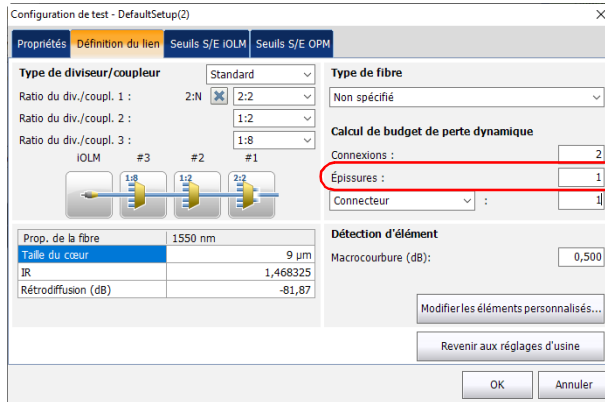 Configuration de test - DefaultSetup(2)
Propriétés Définition du lien Seuils S/E iOLM Seuils S/E OPM
Type de diviseur/coupleur Standard
Ratio du div./coupl. 1 : 2:N 2:2
Ratio du div./coupl. 2 : 1:2
Ratio du div./coupl. 3 : 1:8
iOLM #3 #2 #1
1:8 1:2 2:2
Prop. de la fibre 1550 nm
Taille du cœur 9 µm
IR 1,468325
Rétrodiffusion (dB) -81,87
Type de fibre
Non spécifié
Calcul de budget de perte dynamique
Connexions : 2
Épissures : 1
Connecteur : 1
Détection d'élément
Macrocourbure (dB): 0,500
Modifier les éléments personnalisés...
Revenir aux réglages d'usine
OK Annuler